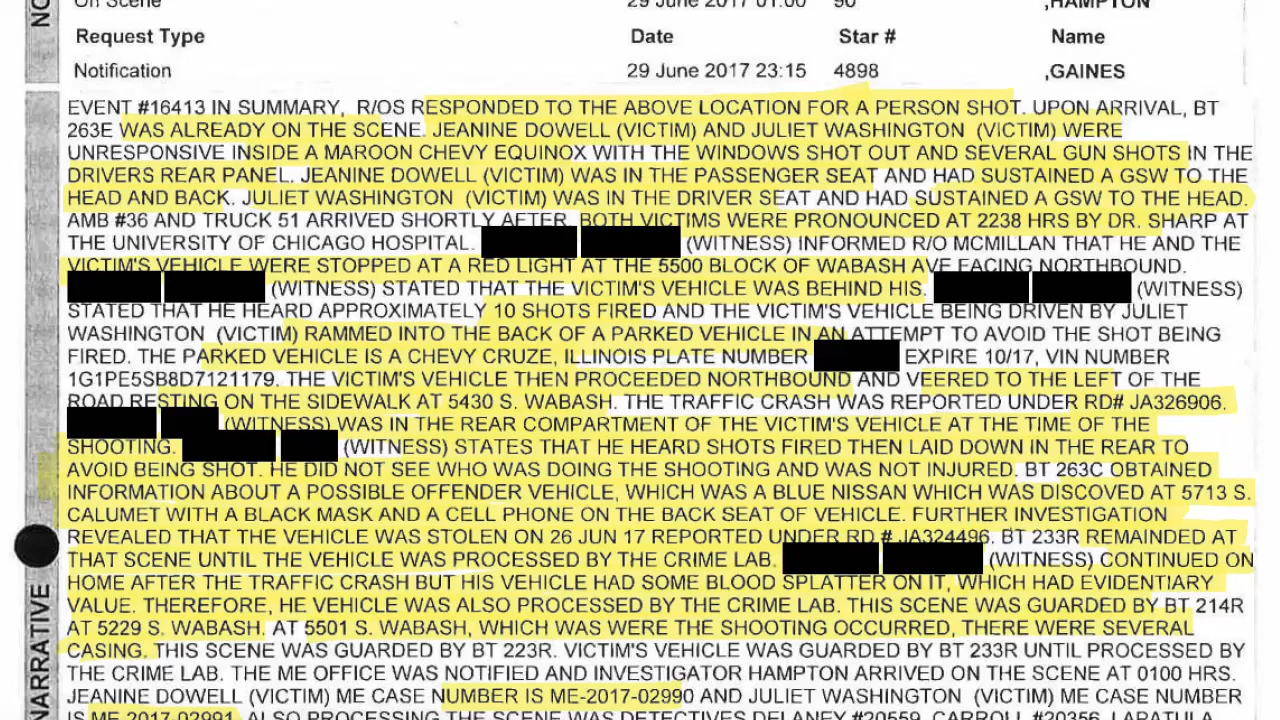 NO
On Scene 29 June 2017 01:00 90 ,HAMPTON
Request Type Date Star # Name
Notification 29 June 2017 23:15 4898 ,GAINES
NARRATIVE
EVENT #16413 IN SUMMARY, R/OS RESPONDED TO THE ABOVE LOCATION FOR A PERSON SHOT. UPON ARRIVAL, BT
263E WAS ALREADY ON THE SCENE. JEANINE DOWELL (VICTIM) AND JULIET WASHINGTON (VICTIM) WERE
UNRESPONSIVE INSIDE A MAROON CHEVY EQUINOX WITH THE WINDOWS SHOT OUT AND SEVERAL GUN SHOTS IN THE
DRIVERS REAR PANEL. JEANINE DOWELL (VICTIM) WAS IN THE PASSENGER SEAT AND HAD SUSTAINED A GSW TO THE
HEAD AND BACK. JULIET WASHINGTON (VICTIM) WAS IN THE DRIVER SEAT AND HAD SUSTAINED A GSW TO THE HEAD.
AMB #36 AND TRUCK 51 ARRIVED SHORTLY AFTER. BOTH VICTIMS WERE PRONOUNCED AT 2238 HRS BY DR. SHARP AT
THE UNIVERSITY OF CHICAGO HOSPITAL. (WITNESS) INFORMED R/O MCMILLAN THAT HE AND THE
VICTIM'S VEHICLE WERE STOPPED AT A RED LIGHT AT THE 5500 BLOCK OF WABASH AVE FACING NORTHBOUND.
(WITNESS) STATED THAT THE VICTIM'S VEHICLE WAS BEHIND HIS. (WITNESS)
STATED THAT HE HEARD APPROXIMATELY 10 SHOTS FIRED AND THE VICTIM'S VEHICLE BEING DRIVEN BY JULIET
WASHINGTON (VICTIM) RAMMED INTO THE BACK OF A PARKED VEHICLE IN AN ATTEMPT TO AVOID THE SHOT BEING
FIRED. THE PARKED VEHICLE IS A CHEVY CRUZE, ILLINOIS PLATE NUMBER EXPIRE 10/17, VIN NUMBER
1G1PE5SB8D7121179. THE VICTIM'S VEHICLE THEN PROCEEDED NORTHBOUND AND VEERED TO THE LEFT OF THE
ROAD RESTING ON THE SIDEWALK AT 5430 S. WABASH. THE TRAFFIC CRASH WAS REPORTED UNDER RD# JA326906.
(WITNESS) WAS IN THE REAR COMPARTMENT OF THE VICTIM'S VEHICLE AT THE TIME OF THE
SHOOTING. (WITNESS) STATES THAT HE HEARD SHOTS FIRED THEN LAID DOWN IN THE REAR TO
AVOID BEING SHOT. HE DID NOT SEE WHO WAS DOING THE SHOOTING AND WAS NOT INJURED. BT 263C OBTAINED
INFORMATION ABOUT A POSSIBLE OFFENDER VEHICLE, WHICH WAS A BLUE NISSAN WHICH WAS DISCOVED AT 5713 S.
CALUMET WITH A BLACK MASK AND A CELL PHONE ON THE BACK SEAT OF VEHICLE. FURTHER INVESTIGATION
REVEALED THAT THE VEHICLE WAS STOLEN ON 26 JUN 17 REPORTED UNDER RD # JA324496. BT 233R REMAINDED AT
THAT SCENE UNTIL THE VEHICLE WAS PROCESSED BY THE CRIME LAB. (WITNESS) CONTINUED ON
HOME AFTER THE TRAFFIC CRASH BUT HIS VEHICLE HAD SOME BLOOD SPLATTER ON IT, WHICH HAD EVIDENTIARY
VALUE. THEREFORE, HE VEHICLE WAS ALSO PROCESSED BY THE CRIME LAB. THIS SCENE WAS GUARDED BY BT 214R
AT 5229 S. WABASH. AT 5501 S. WABASH, WHICH WAS WERE THE SHOOTING OCCURRED, THERE WERE SEVERAL
CASING. THIS SCENE WAS GUARDED BY BT 223R. VICTIM'S VEHICLE WAS GUARDED BY BT 233R UNTIL PROCESSED BY
THE CRIME LAB. THE ME OFFICE WAS NOTIFIED AND INVESTIGATOR HAMPTON ARRIVED ON THE SCENE AT 0100 HRS.
JEANINE DOWELL (VICTIM) ME CASE NUMBER IS ME-2017-02990 AND JULIET WASHINGTON (VICTIM) ME CASE NUMBER
IS ME-2017-02991. ALSO PROCESSING THE SCENE WAS DETECTIVES DELANEY #20559, CARROLL #20356, LAPATULA